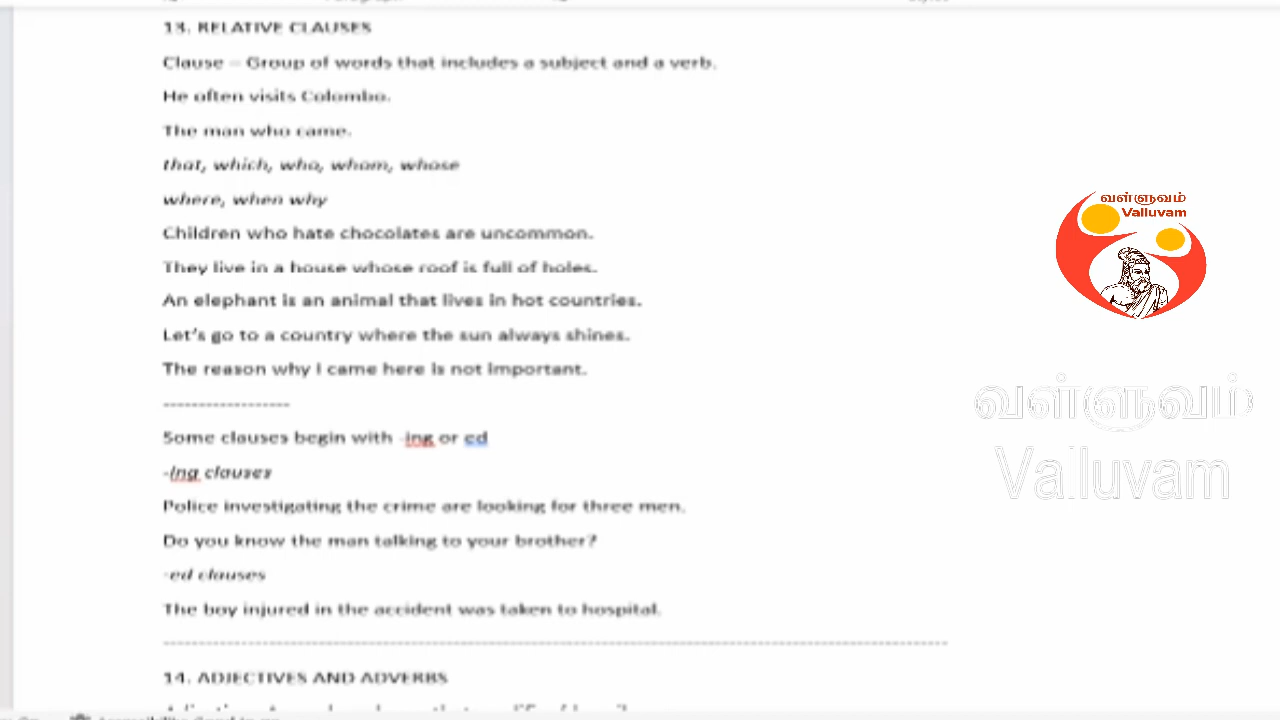 13. RELATIVE CLAUSES
Clause – Group of words that includes a subject and a verb.
He often visits Colombo.
The man who came.
that, which, who, whom, whose
where, when why
Children who hate chocolates are uncommon.
They live in a house whose roof is full of holes.
An elephant is an animal that lives in hot countries.
Let's go to a country where the sun always shines.
The reason why I came here is not important.
------------------
Some clauses begin with -ing or ed
-ing clauses
Police investigating the crime are looking for three men.
Do you know the man talking to your brother?
-ed clauses
The boy injured in the accident was taken to hospital.
14. ADJECTIVES AND ADVERBS
வள்ளுவம்
Valluvam
வள்ளுவம்
Valluvam